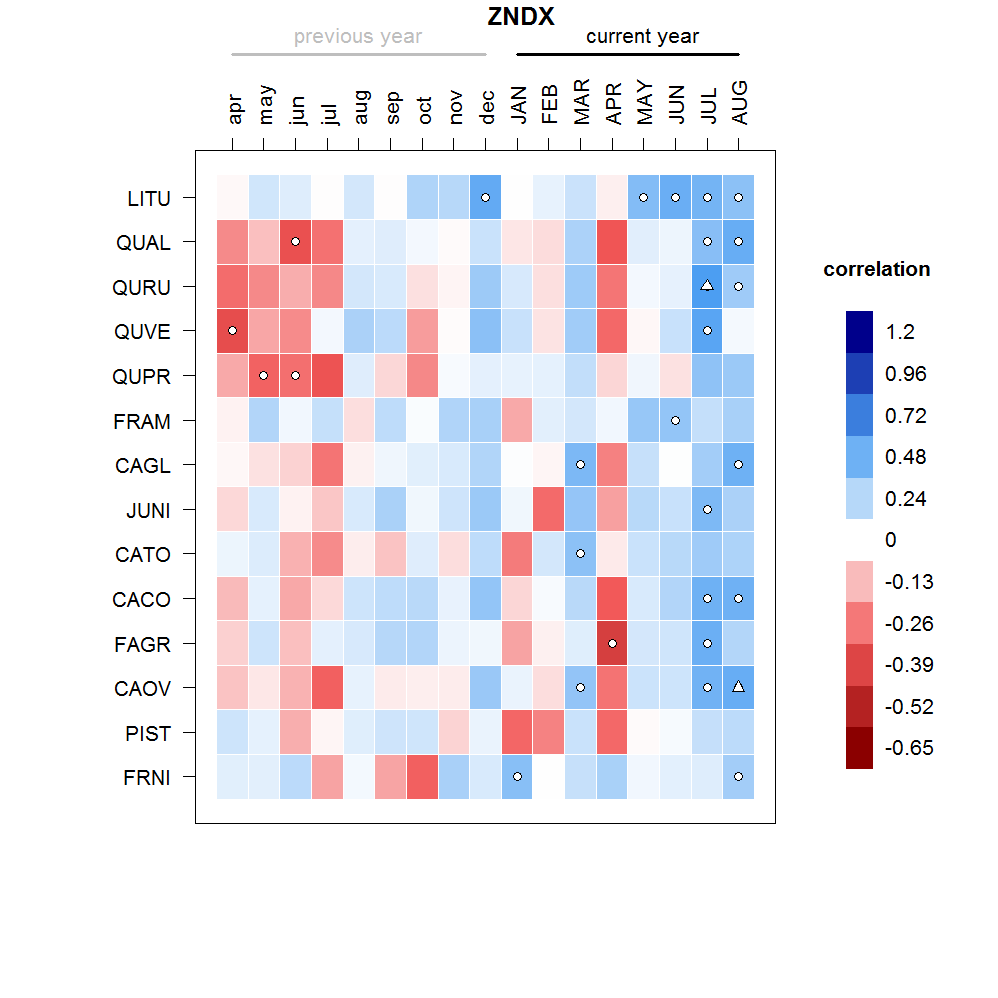 ZNDX
previous year current year
apr may jun jul aug sep oct nov dec JAN FEB MAR APR MAY JUN JUL AUG
LITU
QUAL
QURU
QUVE
QUPR
FRAM
CAGL
JUNI
CATO
CACO
FAGR
CAOV
PIST
FRNI
correlation
1.2
0.96
0.72
0.48
0.24
0
-0.13
-0.26
-0.39
-0.52
-0.65